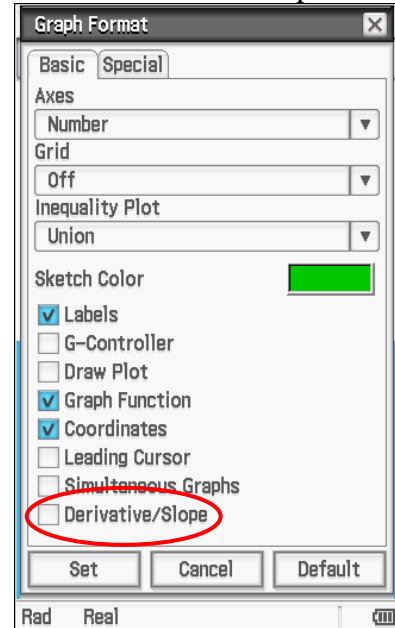 Graph Format
Basic Special
Axes
Number
Grid
Off
Inequality Plot
Union
Sketch Color
Labels
G-Controller
Draw Plot
Graph Function
Coordinates
Leading Cursor
Simultaneous Graphs
Derivative/Slope
Set Cancel Default
Rad Real